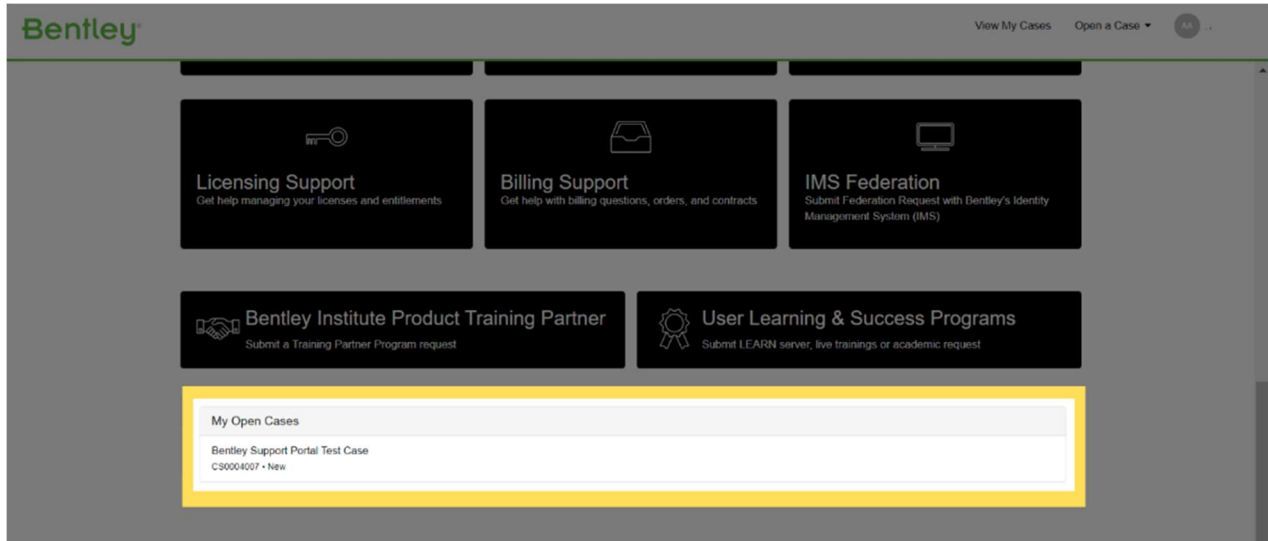 Bentley
View My Cases Open a Case
AA ..
Licensing Support
Get help managing your licenses and entitlements
Billing Support
Get help with billing questions, orders, and contracts
IMS Federation
Submit Federation Request with Bentley's Identity
Management System (IMS)
Bentley Institute Product Training Partner
Submit a Training Partner Program request
User Learning & Success Programs
Submit LEARN server, live trainings or academic request
My Open Cases
Bentley Support Portal Test Case
CS0004007 • New